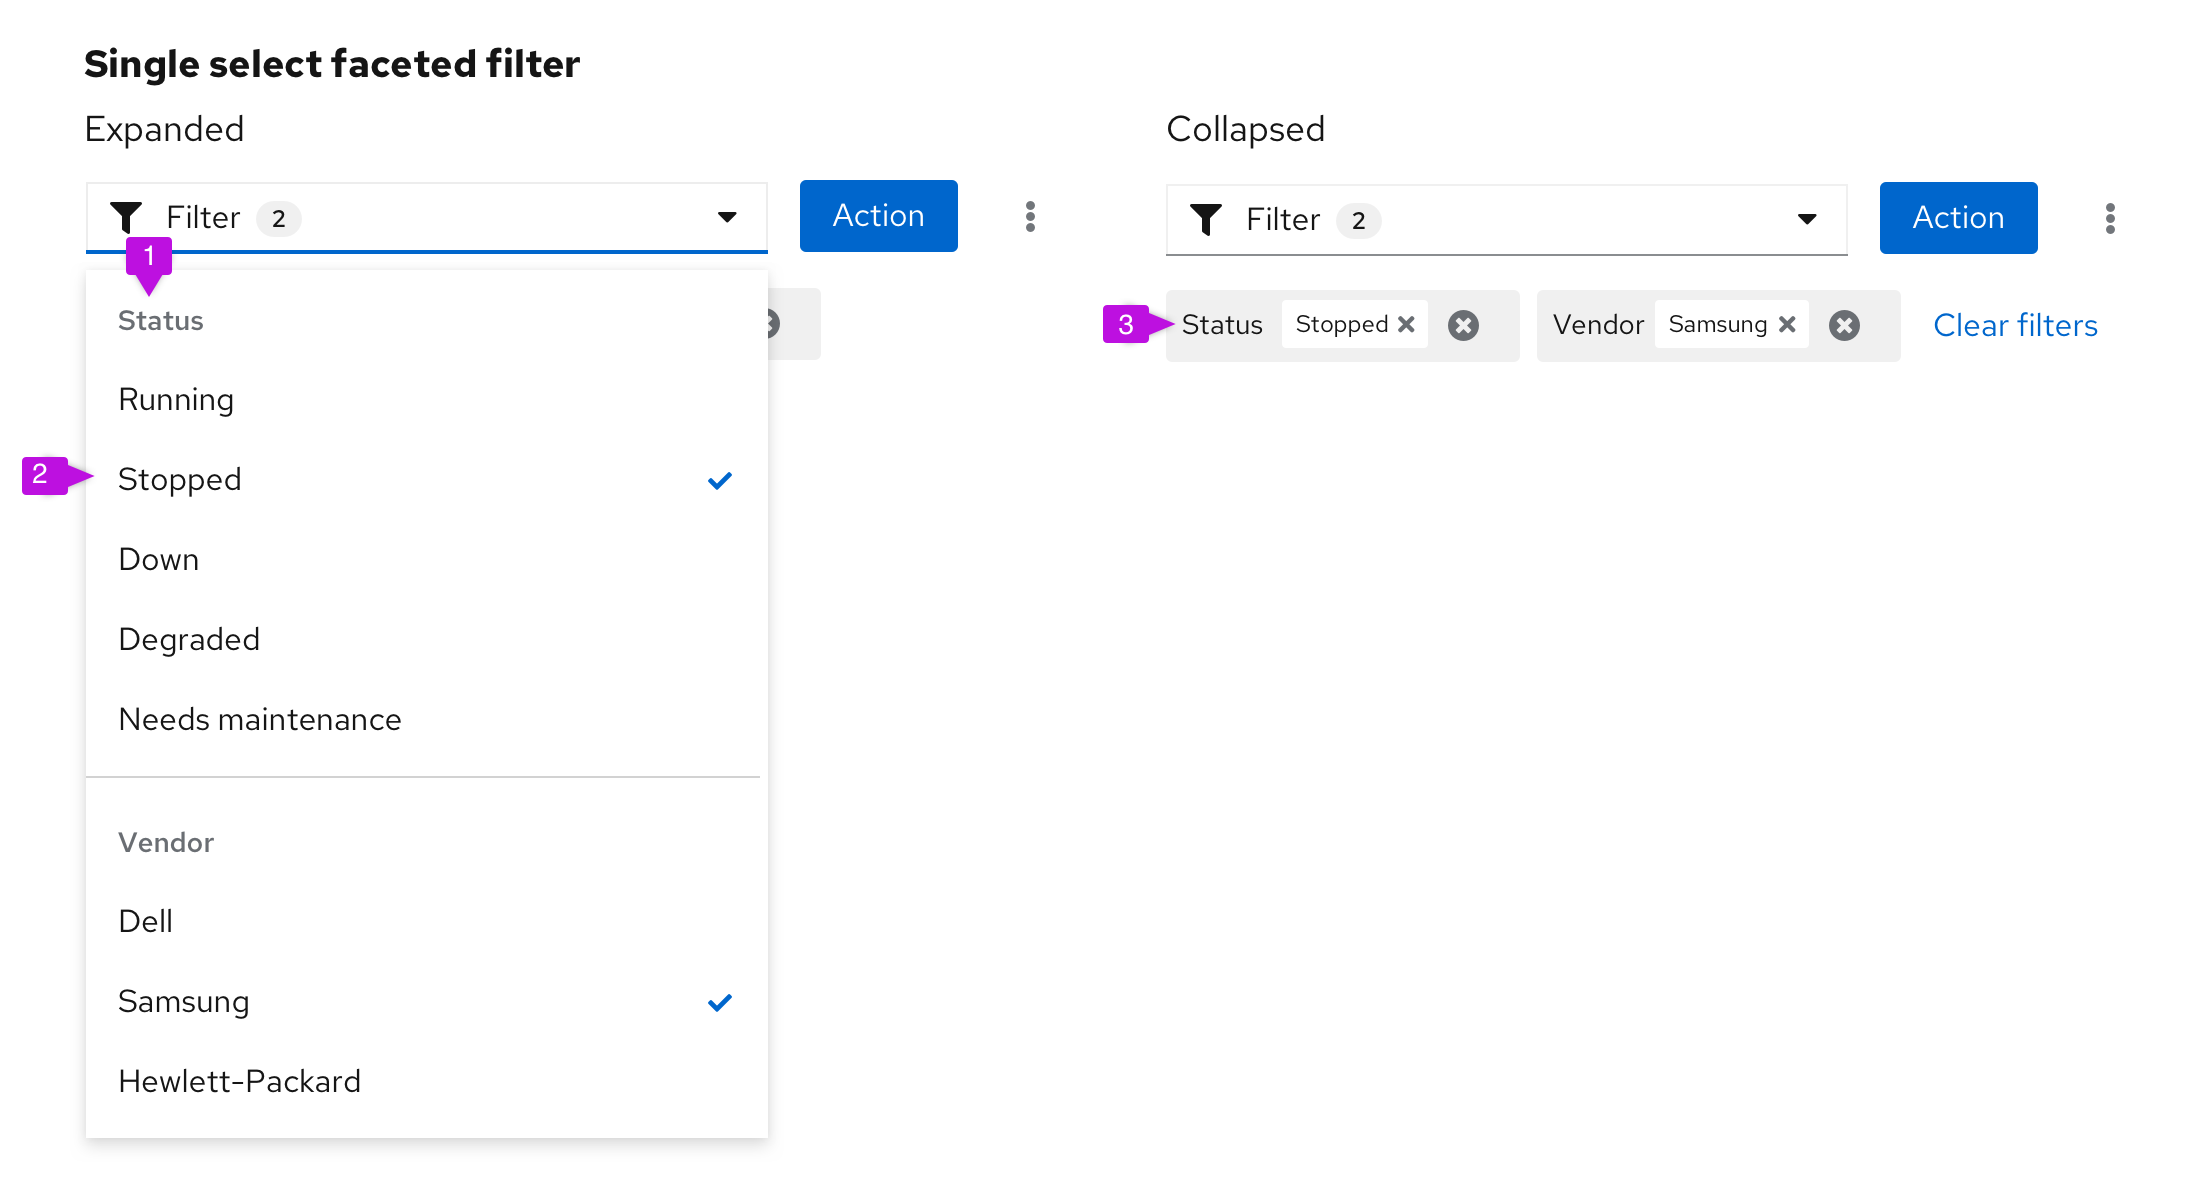 Single select faceted filter
Expanded
Filter 2
Action
1
Status
Running
2
Stopped
Down
Degraded
Needs maintenance
Vendor
Dell
Samsung
Hewlett-Packard
Collapsed
Filter 2
Action
3 Status Stopped Vendor Samsung Clear filters